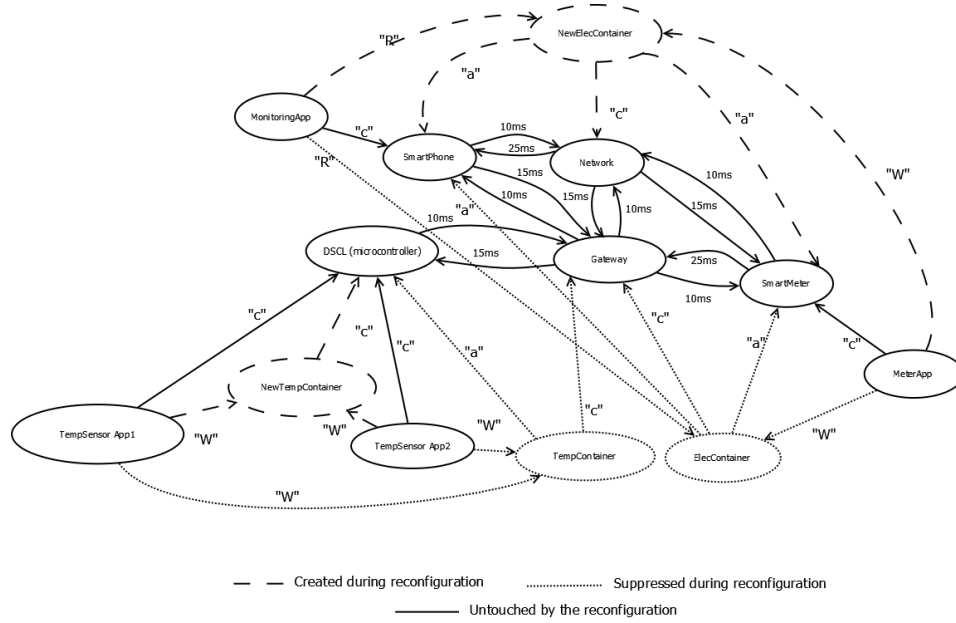 NewElecContainer
"R"
"W"
"a"
MonitoringApp
"c"
"a"
"c"
10ms
25ms
SmartPhone
Network
"R"
15ms
15ms
10ms
10ms
10ms
15ms
"a"
10ms
DSCL (microcontroller)
15ms
Gateway
25ms
10ms
SmartMeter
"c"
"c"
"c"
"a"
"c"
"a"
"c"
MeterApp
NewTempContainer
"c"
TempSensor App1
"W"
"W"
TempSensor App2
"W"
TempContainer
ElecContainer
"W"
"W"
Created during reconfiguration
Suppressed during reconfiguration
Untouched by the reconfiguration